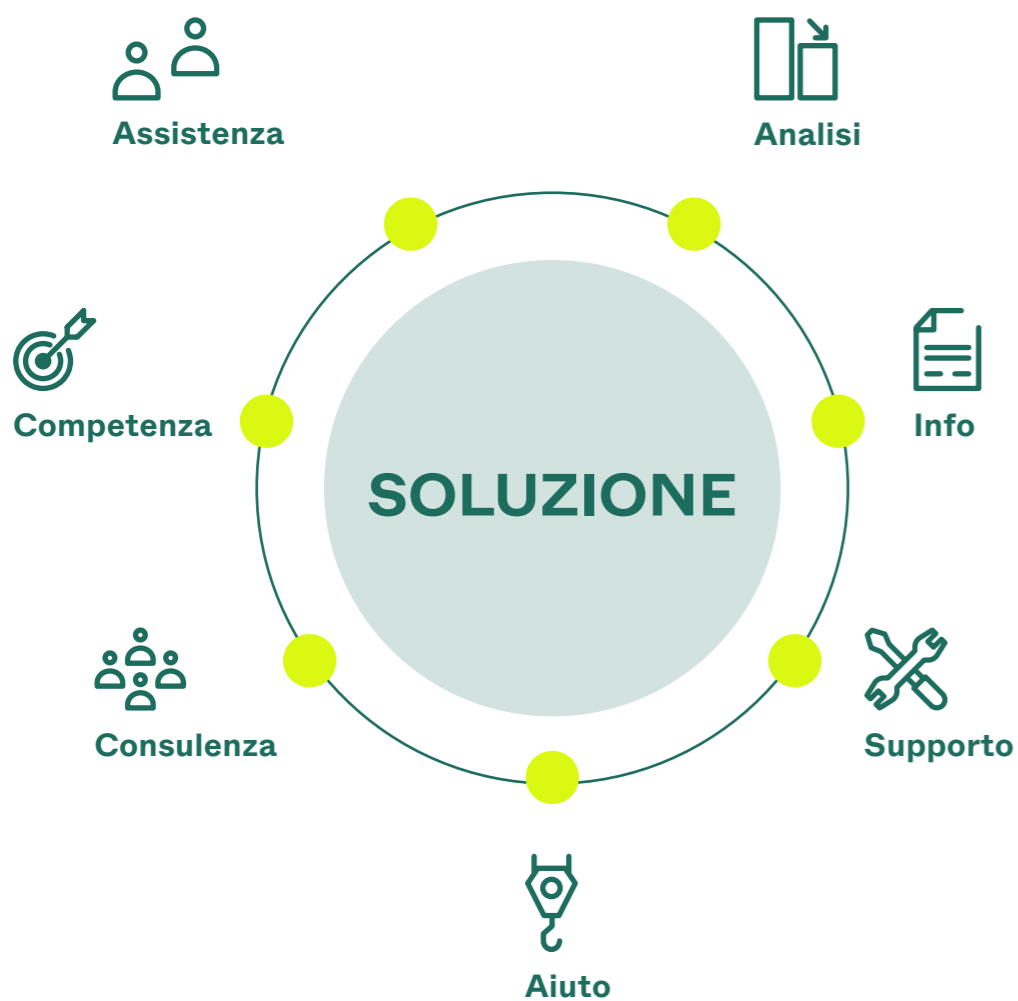 Assistenza
Analisi
Competenza
Info
SOLUZIONE
Consulenza
Supporto
Aiuto